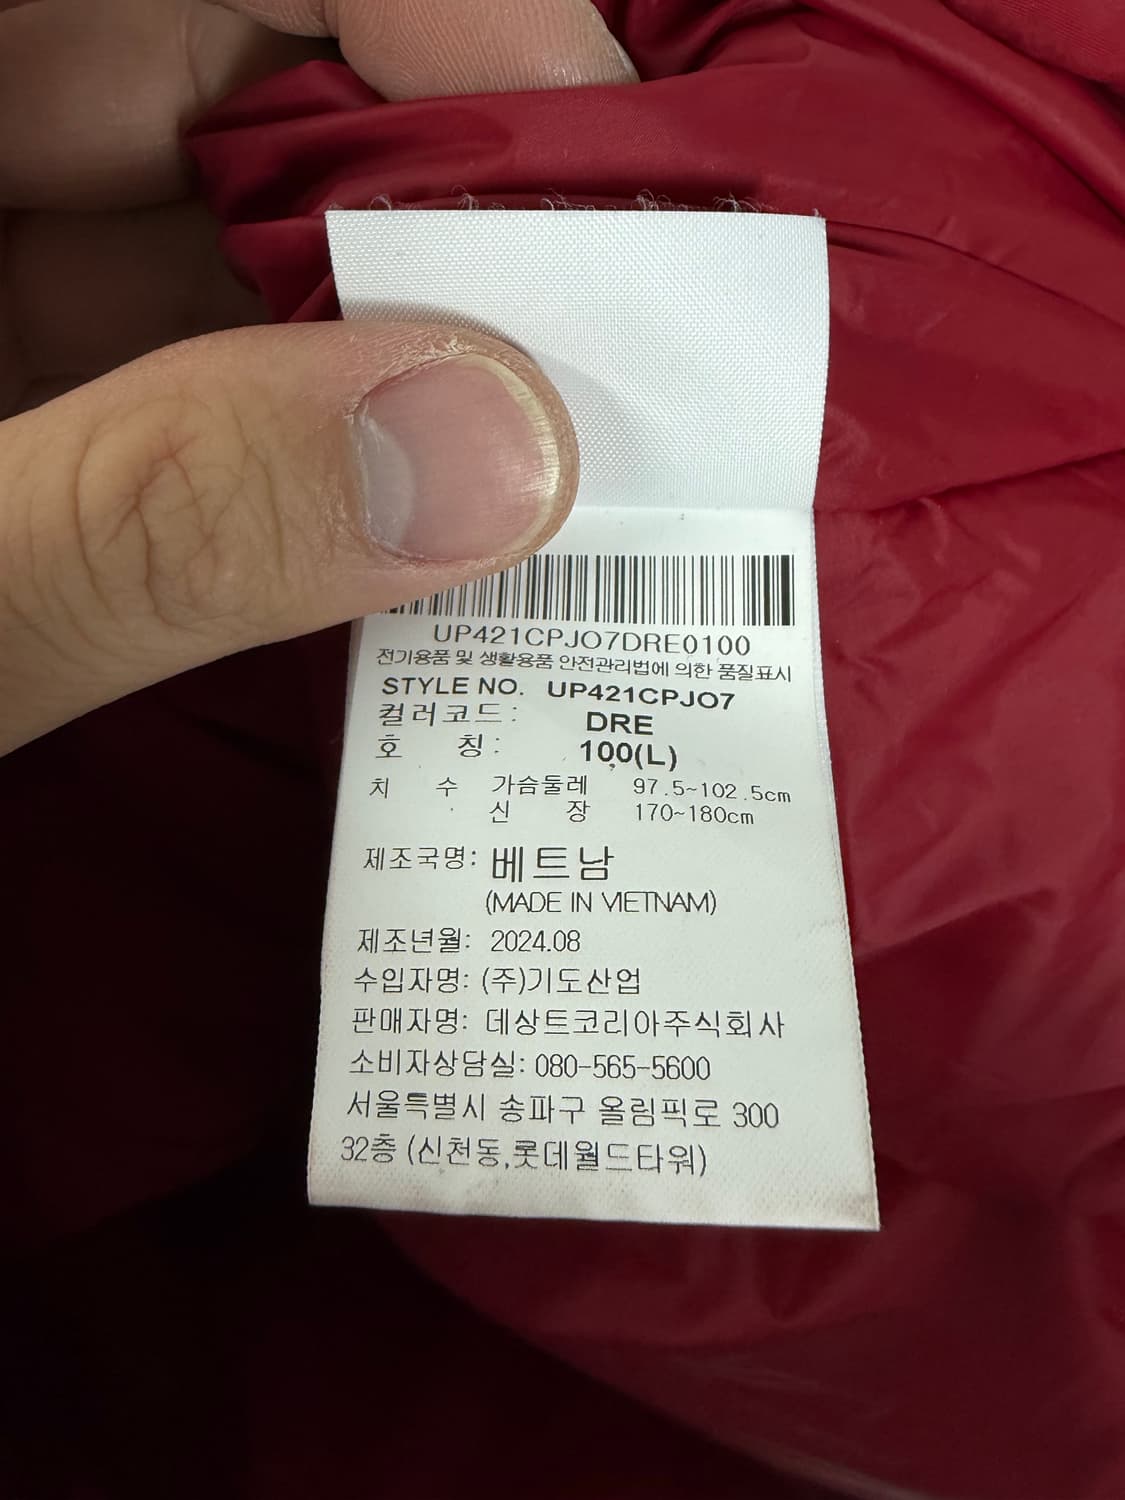 UP421CPJO7DRE0100
전기용품 및 생활용품 안전관리법에 의한 품질표시
STYLE NO. UP421CPJO7
컬러코드: DRE
호 칭: 100(L)
치 수 가슴둘레 97.5~102.5cm
신 장 170~180cm
제조국명: 베트남
(MADE IN VIETNAM)
제조년월: 2024.08
수입자명: (주)기도산업
판매자명: 데상트코리아주식회사
소비자상담실: 080-565-5600
서울특별시 송파구 올림픽로 300
32층 (신천동,롯데월드타워)